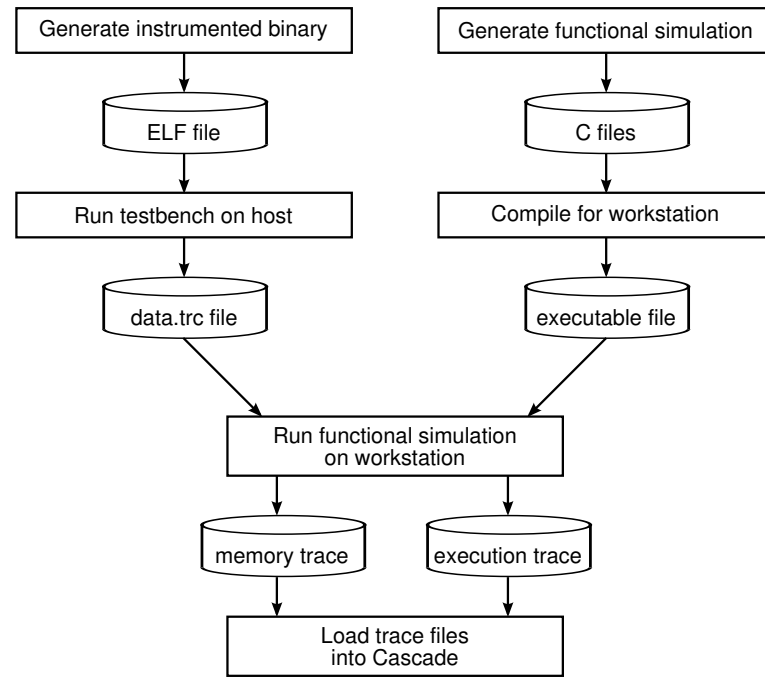 Generate instrumented binary
Generate functional simulation
ELF file
C files
Run testbench on host
Compile for workstation
data.trc file
executable file
Run functional simulation
on workstation
memory trace
execution trace
Load trace files
into Cascade